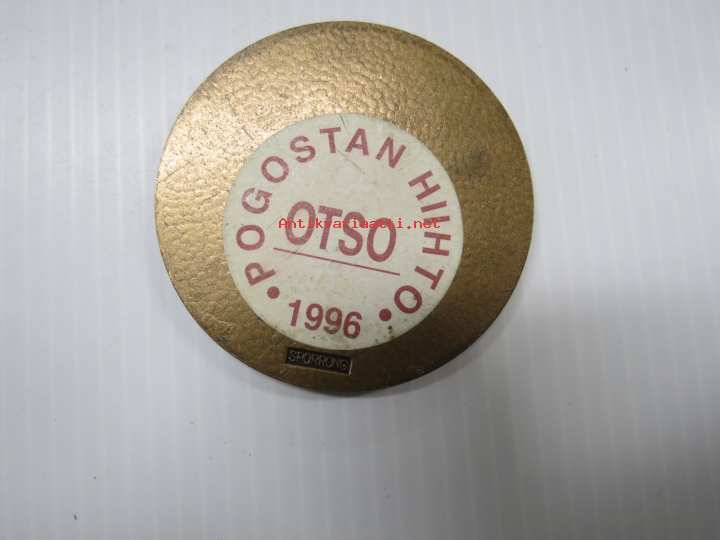 • POGOSTAN HIIHTO •
OTSO
Antikvariaatti.net
1996
SPORRONG